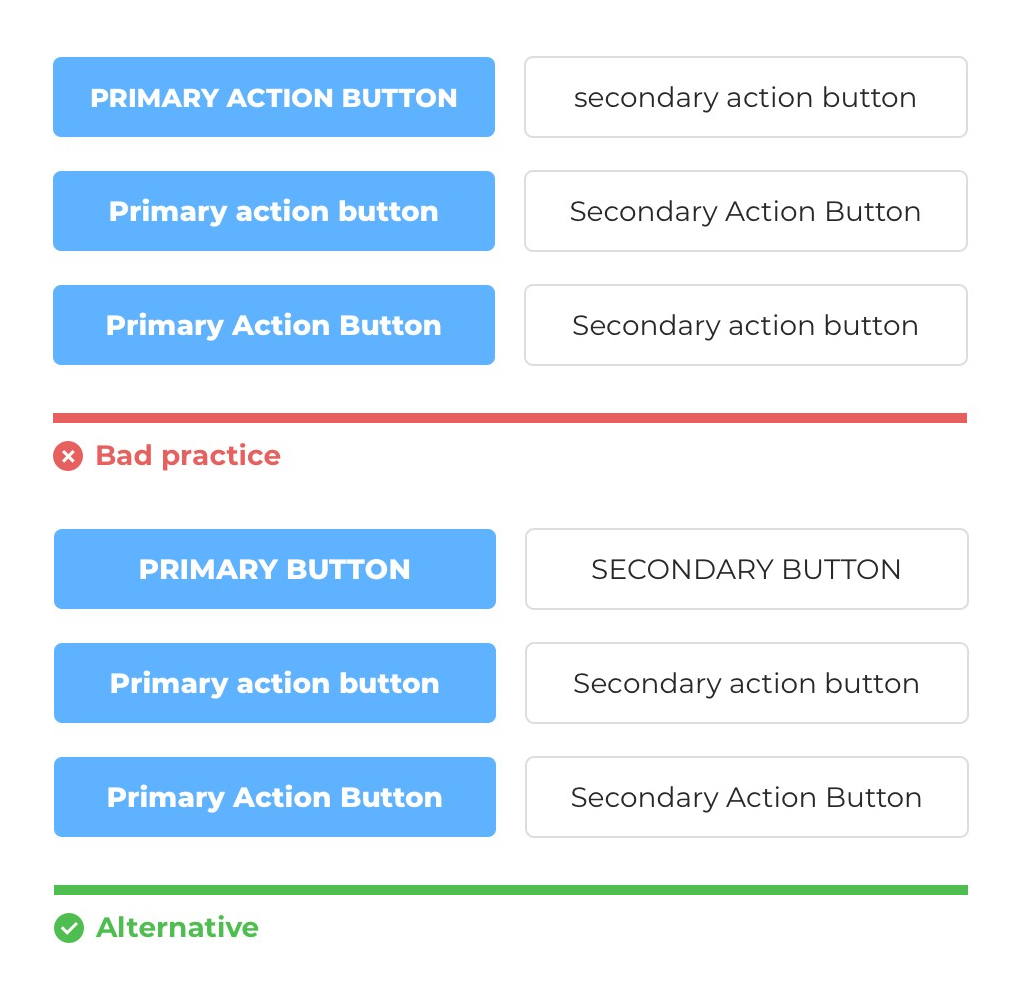 PRIMARY ACTION BUTTON
secondary action button
Primary action button
Secondary Action Button
Primary Action Button
Secondary action button
Bad practice
PRIMARY BUTTON
SECONDARY BUTTON
Primary action button
Secondary action button
Primary Action Button
Secondary Action Button
Alternative